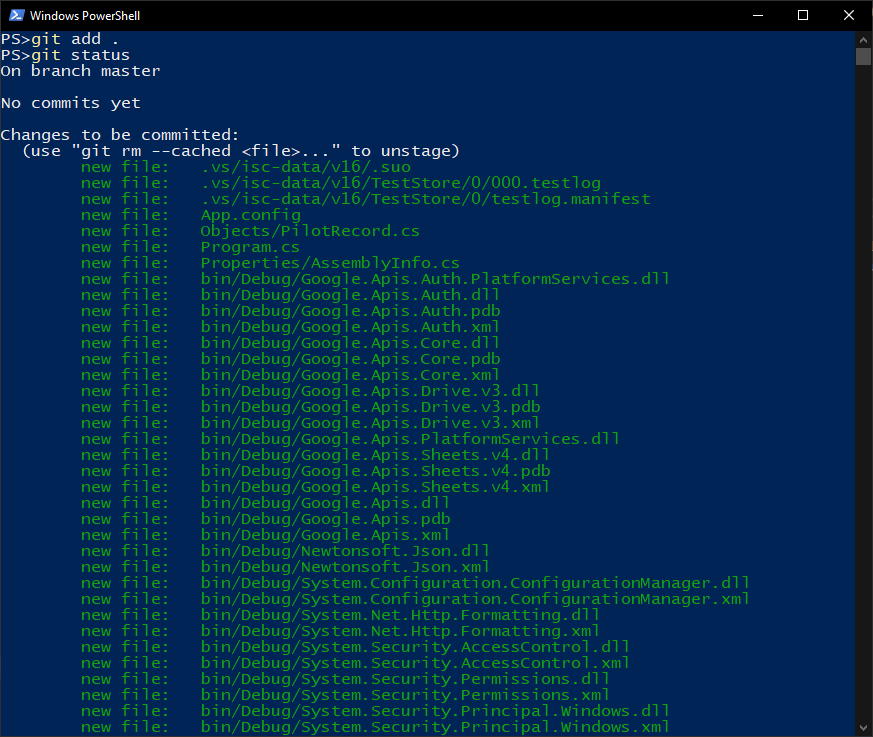 Windows PowerShell
PS>git add .
PS>git status
On branch master
No commits yet
Changes to be committed:
(use "git rm --cached <file>..." to unstage)
new file: .vs/isc-data/v16/.suo
new file: .vs/isc-data/v16/TestStore/0/000.testlog
new file: .vs/isc-data/v16/TestStore/0/testlog.manifest
new file: App.config
new file: Objects/PilotRecord.cs
new file: Program.cs
new file: Properties/AssemblyInfo.cs
new file: bin/Debug/Google.Apis.Auth.PlatformServices.dll
new file: bin/Debug/Google.Apis.Auth.dll
new file: bin/Debug/Google.Apis.Auth.pdb
new file: bin/Debug/Google.Apis.Auth.xml
new file: bin/Debug/Google.Apis.Core.dll
new file: bin/Debug/Google.Apis.Core.pdb
new file: bin/Debug/Google.Apis.Core.xml
new file: bin/Debug/Google.Apis.Drive.v3.dll
new file: bin/Debug/Google.Apis.Drive.v3.pdb
new file: bin/Debug/Google.Apis.Drive.v3.xml
new file: bin/Debug/Google.Apis.PlatformServices.dll
new file: bin/Debug/Google.Apis.Sheets.v4.dll
new file: bin/Debug/Google.Apis.Sheets.v4.pdb
new file: bin/Debug/Google.Apis.Sheets.v4.xml
new file: bin/Debug/Google.Apis.dll
new file: bin/Debug/Google.Apis.pdb
new file: bin/Debug/Google.Apis.xml
new file: bin/Debug/Newtonsoft.Json.dll
new file: bin/Debug/Newtonsoft.Json.xml
new file: bin/Debug/System.Configuration.ConfigurationManager.dll
new file: bin/Debug/System.Configuration.ConfigurationManager.xml
new file: bin/Debug/System.Net.Http.Formatting.dll
new file: bin/Debug/System.Net.Http.Formatting.xml
new file: bin/Debug/System.Security.AccessControl.dll
new file: bin/Debug/System.Security.AccessControl.xml
new file: bin/Debug/System.Security.Permissions.dll
new file: bin/Debug/System.Security.Permissions.xml
new file: bin/Debug/System.Security.Principal.Windows.dll
new file: bin/Debug/System.Security.Principal.Windows.xml